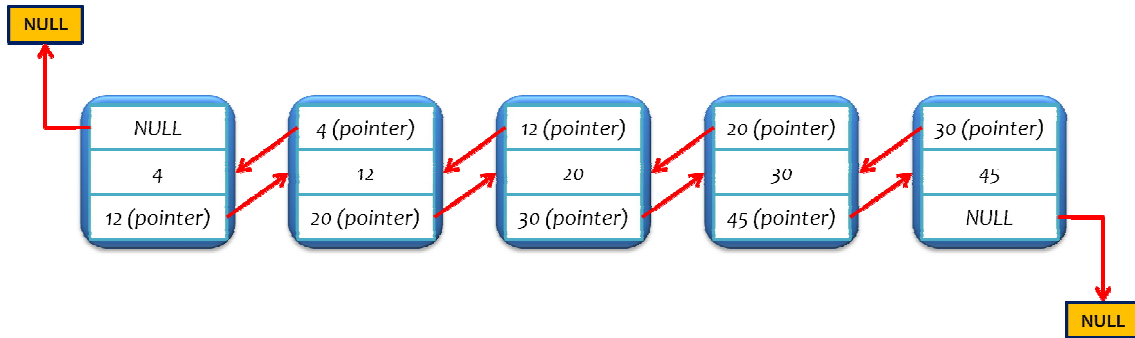 NULL
NULL
4
12 (pointer)
4 (pointer)
12
20 (pointer)
12 (pointer)
20
30 (pointer)
20 (pointer)
30
45 (pointer)
30 (pointer)
45
NULL
NULL